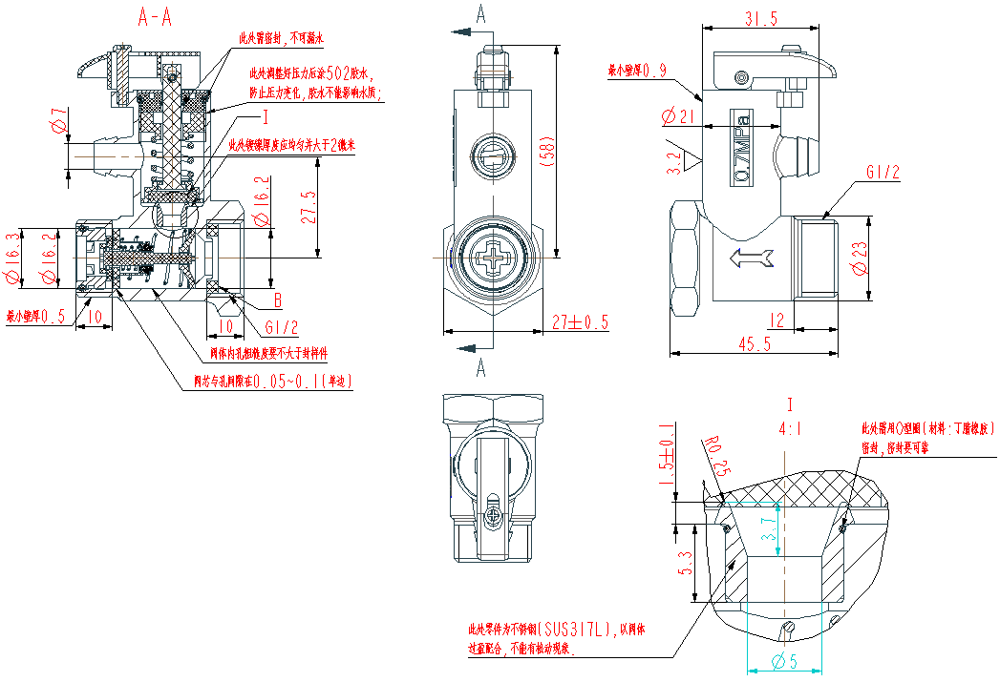 A-A
此处需密封，不可漏水
此处调整好压力后涂502胶水，
防止压力变化，胶水不能影响水质；
I
此处镀镍厚度应均匀并大于2微米
Ø7
Ø16.2
27.5
Ø16.3
Ø16.2
B
G1/2
最小壁厚0.5
10
10
阀体内孔粗糙度要不大于封样件
阀芯与孔间隙在0.05~0.1(单边)
A
(58)
27±0.5
A
31.5
最小壁厚0.9
Ø21
3.2
0.7MPa
G1/2
Ø23
12
45.5
I
4:1
此处需用O型圈(材料:丁腈橡胶)
密封，密封要可靠
1.5±0.1
R0.25
3.7
5.3
Ø5
此处零件为不锈钢(SUS317L)，以阀体
过盈配合，不能有松动现象.